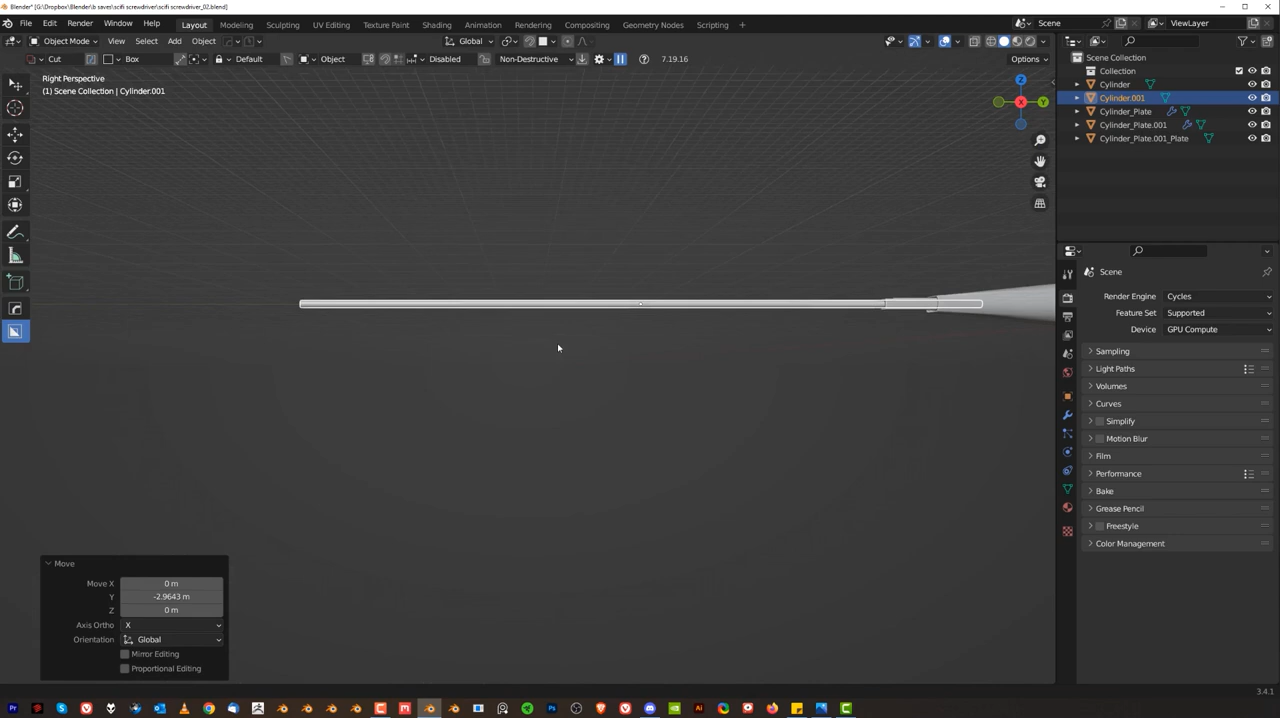 Blender* [G:\Dropbox\Blender\b saves\scifi screwdriver\scifi screwdriver_02.blend]
File Edit Render Window Help Layout Modeling Sculpting UV Editing Texture Paint Shading Animation Rendering Compositing Geometry Nodes Scripting + Scene ViewLayer
Object Mode View Select Add Object Global
Cut Box Default Object Disabled Non-Destructive 7.19.16 Options
Right Perspective
(1) Scene Collection | Cylinder.001
Z
X
Y
Scene Collection
Collection
Cylinder
Cylinder.001
Cylinder_Plate
Cylinder_Plate.001
Cylinder_Plate.001_Plate
Scene
Render Engine Cycles
Feature Set Supported
Device GPU Compute
Sampling
Light Paths
Volumes
Curves
Simplify
Motion Blur
Film
Performance
Bake
Grease Pencil
Freestyle
Color Management
Move
Move X 0 m
Y -2.9643 m
Z 0 m
Axis Ortho X
Orientation Global
Mirror Editing
Proportional Editing
3.4.1